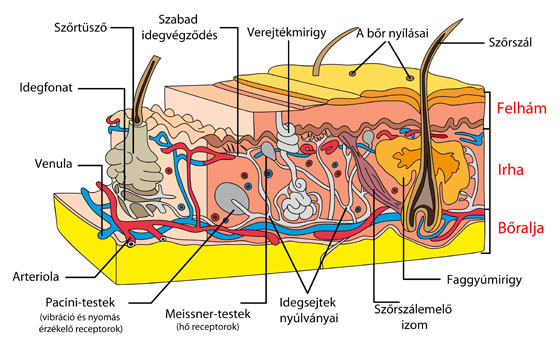 Szőrtüsző
Szabad
idegvégződés
Verejtékmirigy
A bőr nyílásai
Szőrszál
Idegfonat
Felhám
Venula
Irha
Bőralja
Arteriola
Pacini-testek
(vibráció és nyomás
érzékelő receptorok)
Meissner-testek
(hő receptorok)
Idegsejtek
nyúlványai
Szőrszálemelő
izom
Faggyúmirigy